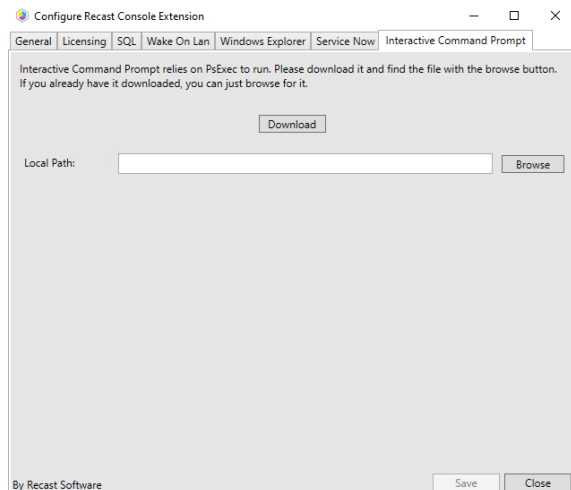 Configure Recast Console Extension
General Licensing SQL Wake On Lan Windows Explorer Service Now Interactive Command Prompt
Interactive Command Prompt relies on PsExec to run. Please download it and find the file with the browse button.
If you already have it downloaded, you can just browse for it.
Download
Local Path: Browse
By Recast Software Save Close